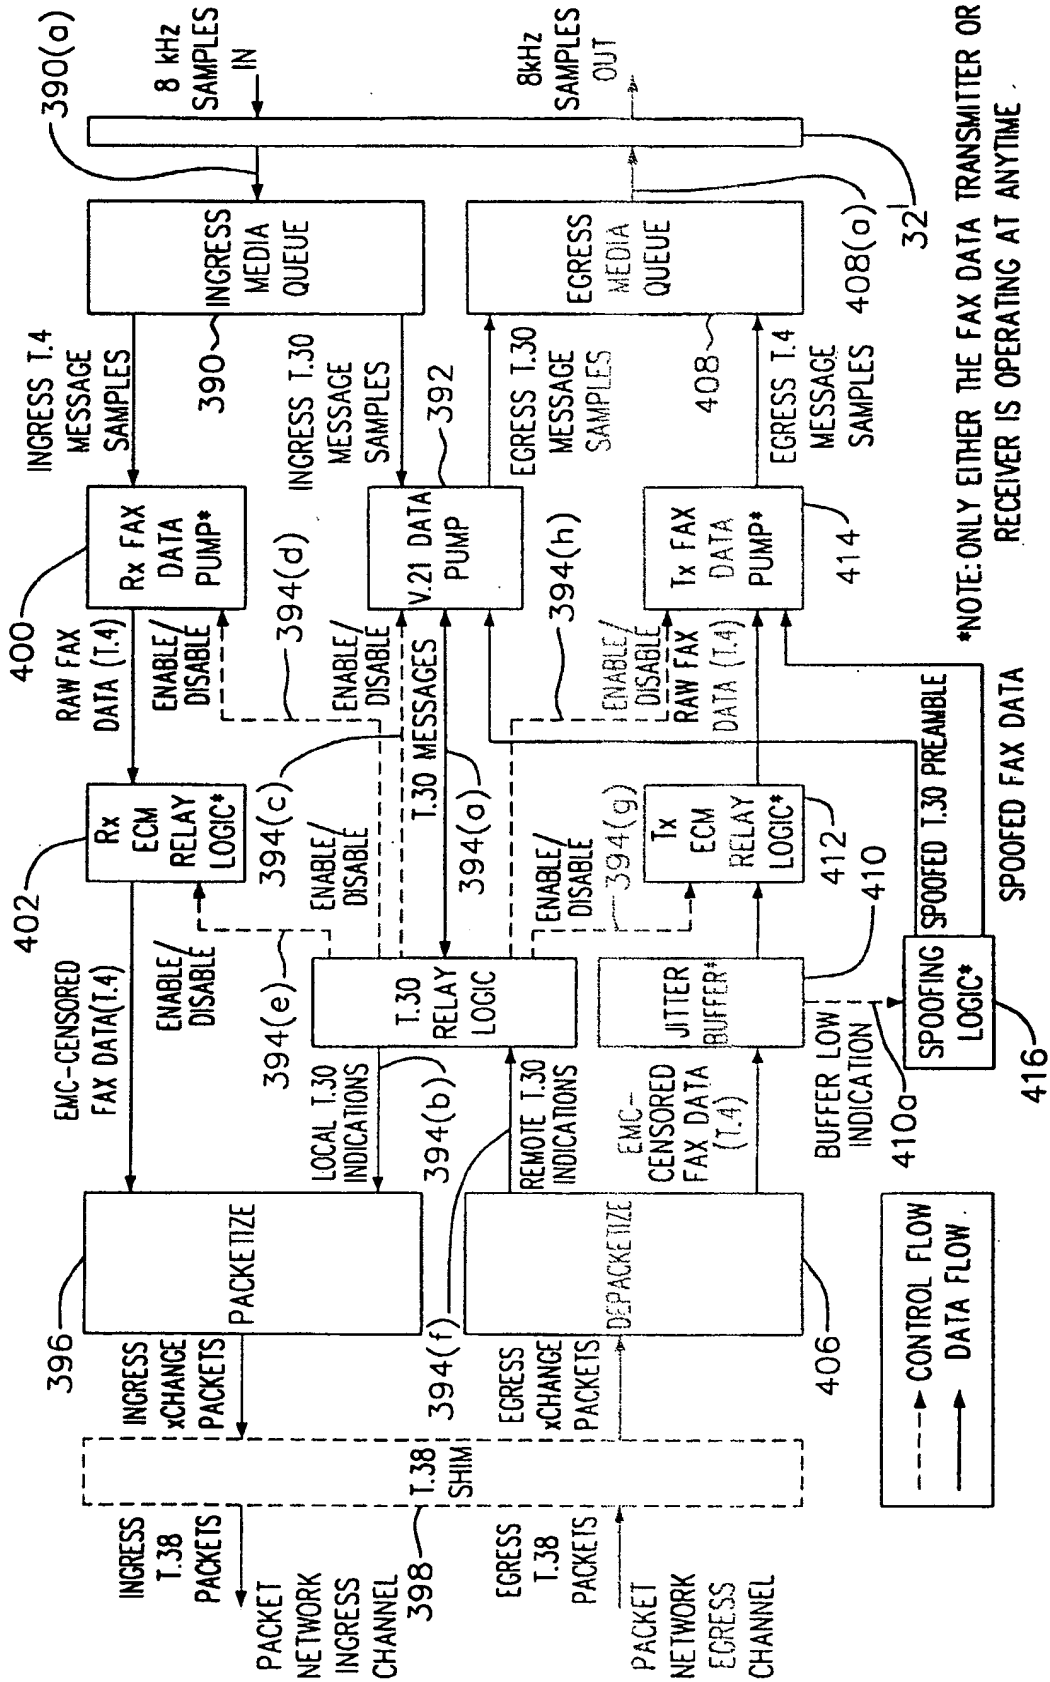 8 kHz
SAMPLES
IN
390(a)
8kHz
SAMPLES
OUT
32'
INGRESS
MEDIA
QUEUE
390
EGRESS
MEDIA
QUEUE
408
408(a)
INGRESS T.4
MESSAGE
SAMPLES
INGRESS T.30
MESSAGE
SAMPLES
EGRESS T.30
MESSAGE
SAMPLES
EGRESS T.4
MESSAGE
SAMPLES
400
Rx FAX
DATA
PUMP*
392
V.21 DATA
PUMP
Tx FAX
DATA
PUMP*
414
RAW FAX
DATA (T.4)
ENABLE/
DISABLE
394(d)
ENABLE/
DISABLE
T.30 MESSAGES
394(c)
394(a)
394(h)
ENABLE/
DISABLE
RAW FAX
DATA (T.4)
402
Rx
ECM
RELAY
LOGIC*
Tx
ECM
RELAY
LOGIC*
412
ENABLE/
DISABLE
ENABLE/
DISABLE
394(g)
EMC-CENSORED
FAX DATA(T.4)
ENABLE/
DISABLE
394(e)
T.30
RELAY
LOGIC
JITTER
BUFFER*
410
SPOOFING
LOGIC*
416
SPOOFED T.30 PREAMBLE
SPOOFED FAX DATA
LOCAL T.30
INDICATIONS
394(b)
REMOTE T.30
INDICATIONS
394(f)
EMC-
CENSORED
FAX DATA
(T.4)
BUFFER LOW
INDICATION
410a
396
PACKETIZE
DEPACKETIZE
406
INGRESS
xCHANGE
PACKETS
EGRESS
xCHANGE
PACKETS
T.38
SHIM
398
INGRESS
T.38
PACKETS
EGRESS
T.38
PACKETS
PACKET
NETWORK
INGRESS
CHANNEL
PACKET
NETWORK
EGRESS
CHANNEL
CONTROL FLOW
DATA FLOW.
*NOTE: ONLY EITHER THE FAX DATA TRANSMITTER OR
RECEIVER IS OPERATING AT ANYTIME.